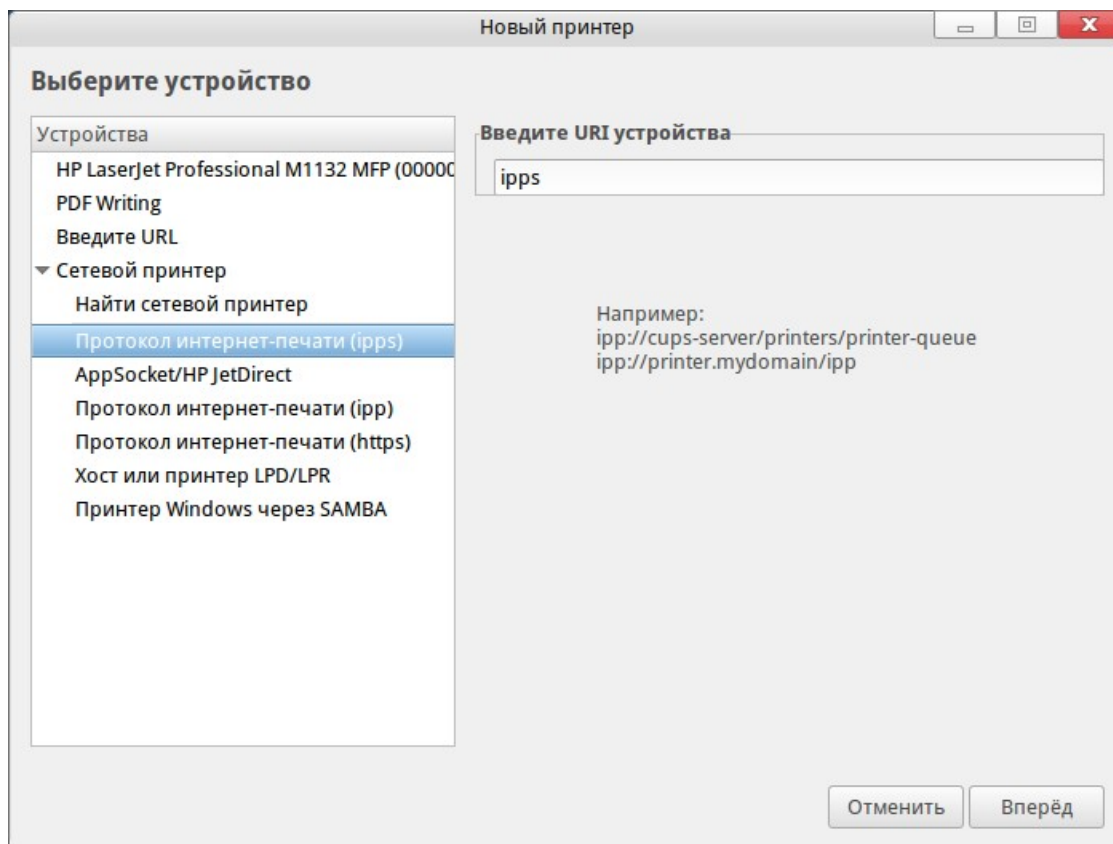 Новый принтер
Выберите устройство
Устройства
HP LaserJet Professional M1132 MFP (0000
PDF Writing
Введите URL
Сетевой принтер
Найти сетевой принтер
Протокол интернет-печати (ipps)
AppSocket/HP JetDirect
Протокол интернет-печати (ipp)
Протокол интернет-печати (https)
Хост или принтер LPD/LPR
Принтер Windows через SAMBA
Введите URI устройства
ipps
Например:
ipp://cups-server/printers/printer-queue
ipp://printer.mydomain/ipp
Отменить Вперёд